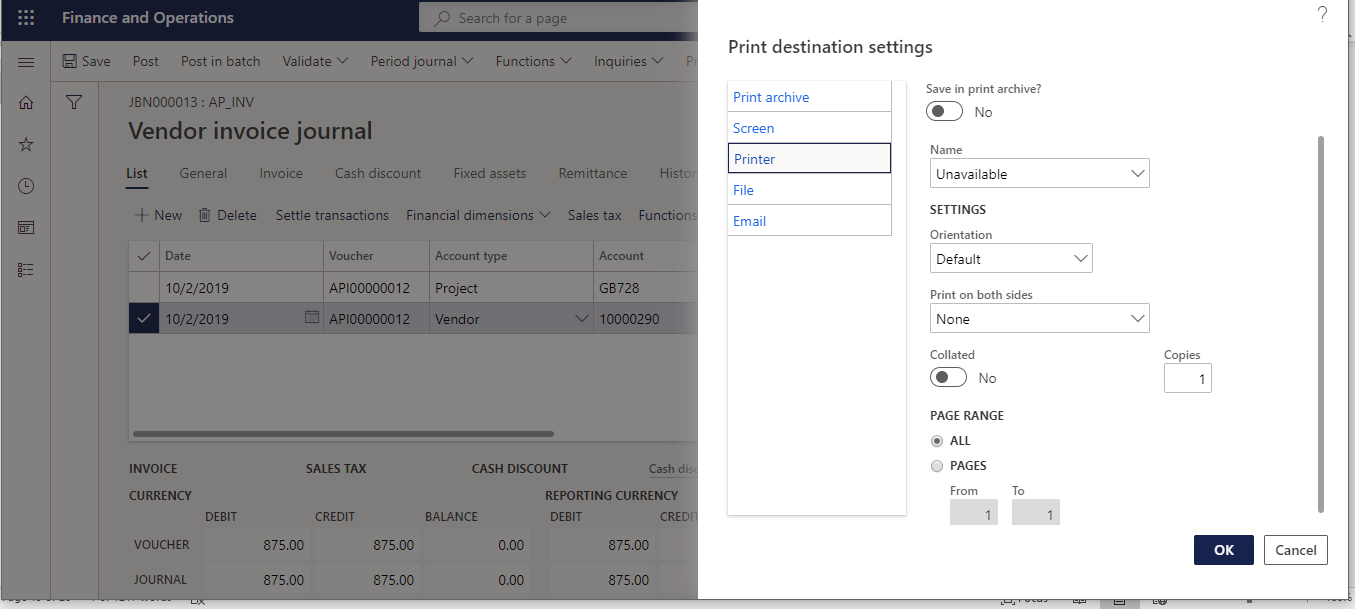 Finance and Operations
Search for a page
Save Post Post in batch Validate Period journal Functions Inquiries
JBN000013 : AP_INV
Vendor invoice journal
List General Invoice Cash discount Fixed assets Remittance Histor
New Delete Settle transactions Financial dimensions Sales tax Functions
Date Voucher Account type Account
10/2/2019 API00000012 Project GB728
10/2/2019 API00000012 Vendor 10000290
INVOICE SALES TAX CASH DISCOUNT Cash disc
CURRENCY REPORTING CURRENCY
DEBIT CREDIT BALANCE DEBIT CREDIT
VOUCHER 875.00 875.00 0.00 875.00
JOURNAL 875.00 875.00 0.00 875.00
?
Print destination settings
Print archive
Screen
Printer
File
Email
Save in print archive?
No
Name
Unavailable
SETTINGS
Orientation
Default
Print on both sides
None
Collated Copies
No 1
PAGE RANGE
ALL
PAGES
From To
1 1
OK Cancel